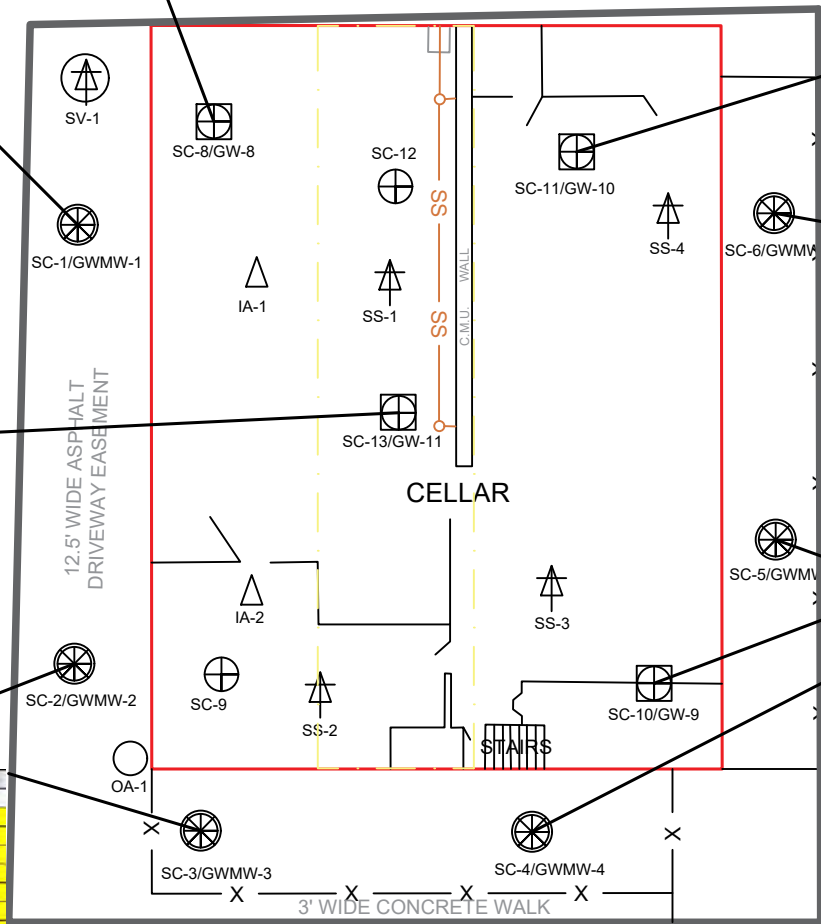 SV-1
SC-8/GW-8
SC-12
SC-11/GW-10
SC-1/GWMW-1
SS
SS-4
SC-6/GWMW
WALL
IA-1
SS-1
SS
C.M.U.
12.5' WIDE ASPHALT
DRIVEWAY EASEMENT
SC-13/GW-11
CELLAR
SC-5/GWMW
IA-2
SS-3
SC-2/GWMW-2
SC-9
SS-2
SC-10/GW-9
STAIRS
OA-1
X
X
SC-3/GWMW-3
SC-4/GWMW-4
X X X X
3' WIDE CONCRETE WALK